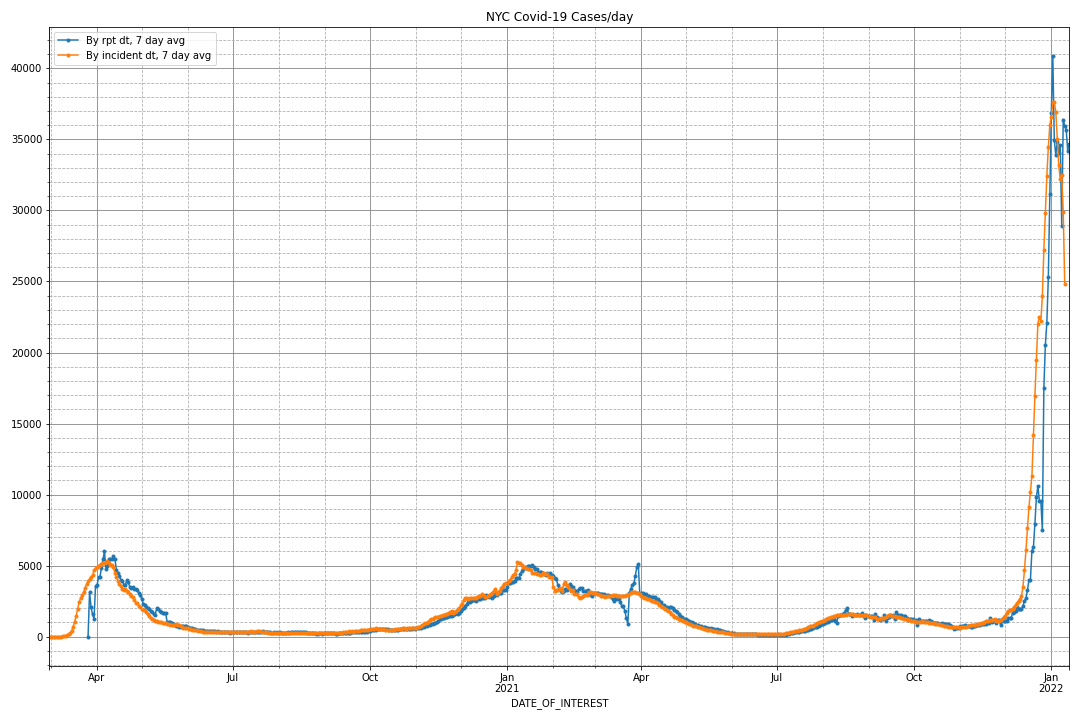 NYC Covid-19 Cases/day
By rpt dt, 7 day avg
By incident dt, 7 day avg
40000
35000
30000
25000
20000
15000
10000
5000
0
Apr
Jul
Oct
Jan
2021
Apr
Jul
Oct
Jan
2022
DATE_OF_INTEREST